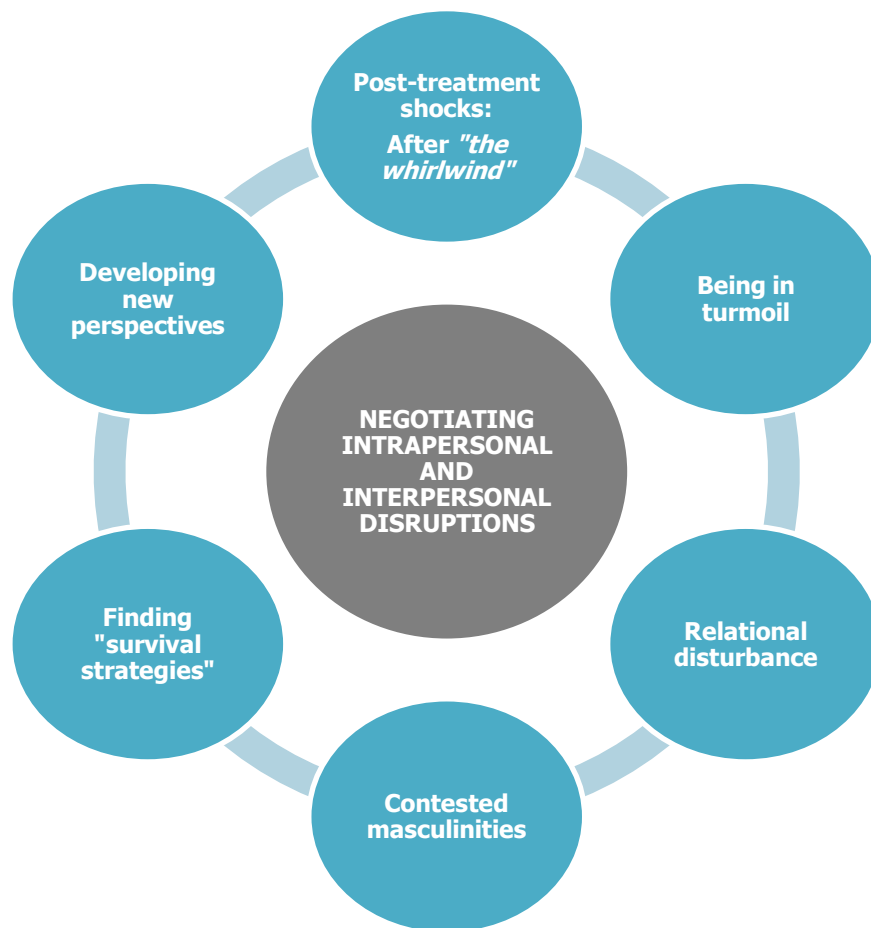 Post-treatment
shocks:
After "the
whirlwind"
Being in
turmoil
Relational
disturbance
Contested
masculinities
Finding
"survival
strategies"
Developing
new
perspectives
NEGOTIATING
INTRAPERSONAL
AND
INTERPERSONAL
DISRUPTIONS